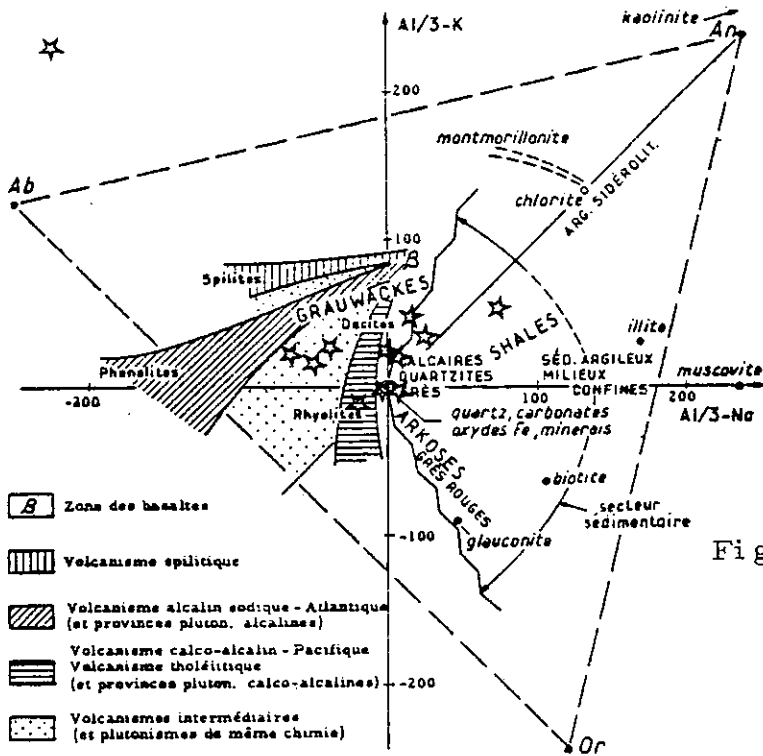 kaolinite
Al/3-K
An
200
montmorillonite
chlorite
ARG. SIDÉROLIT.
Ab
100
β
Spilites
GRAUWACKES
Dacites
SHALES
illite
CALCAIRES
QUARTZITES
GRÈS
SÉD. ARGILEUX
MILIEUX
CONFINES
muscovite
Phonolites
-200
100
200
Al/3-Na
Rhyolites
quartz, carbonates
oxydes Fe, minerais
ARKOSES
GRÈS ROUGES
biotite
secteur
sédimentaire
glauconite
-100
Fig
-200
Or
β Zone des basaltes
Volcanisme spilitique
Volcanisme alcalin sodique - Atlantique
(et provinces pluton. alcalines)
Volcanisme calco-alcalin - Pacifique
Volcanisme tholéiitique
(et provinces pluton. calco-alcalines)
Volcanismes intermédiaires
(et plutonismes de même chimie)